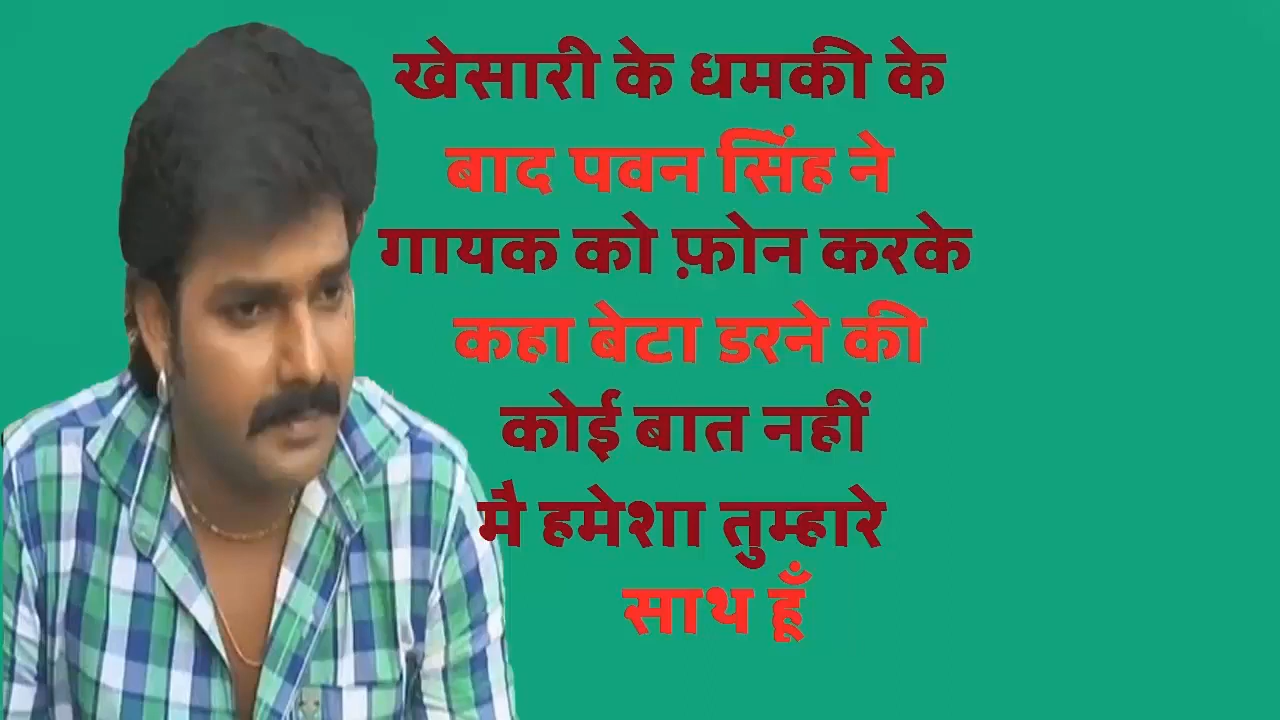 खेसारी के धमकी के
बाद पवन सिंह ने
गायक को फ़ोन करके
कहा बेटा डरने की
कोई बात नहीं
मै हमेशा तुम्हारे
साथ हूँ